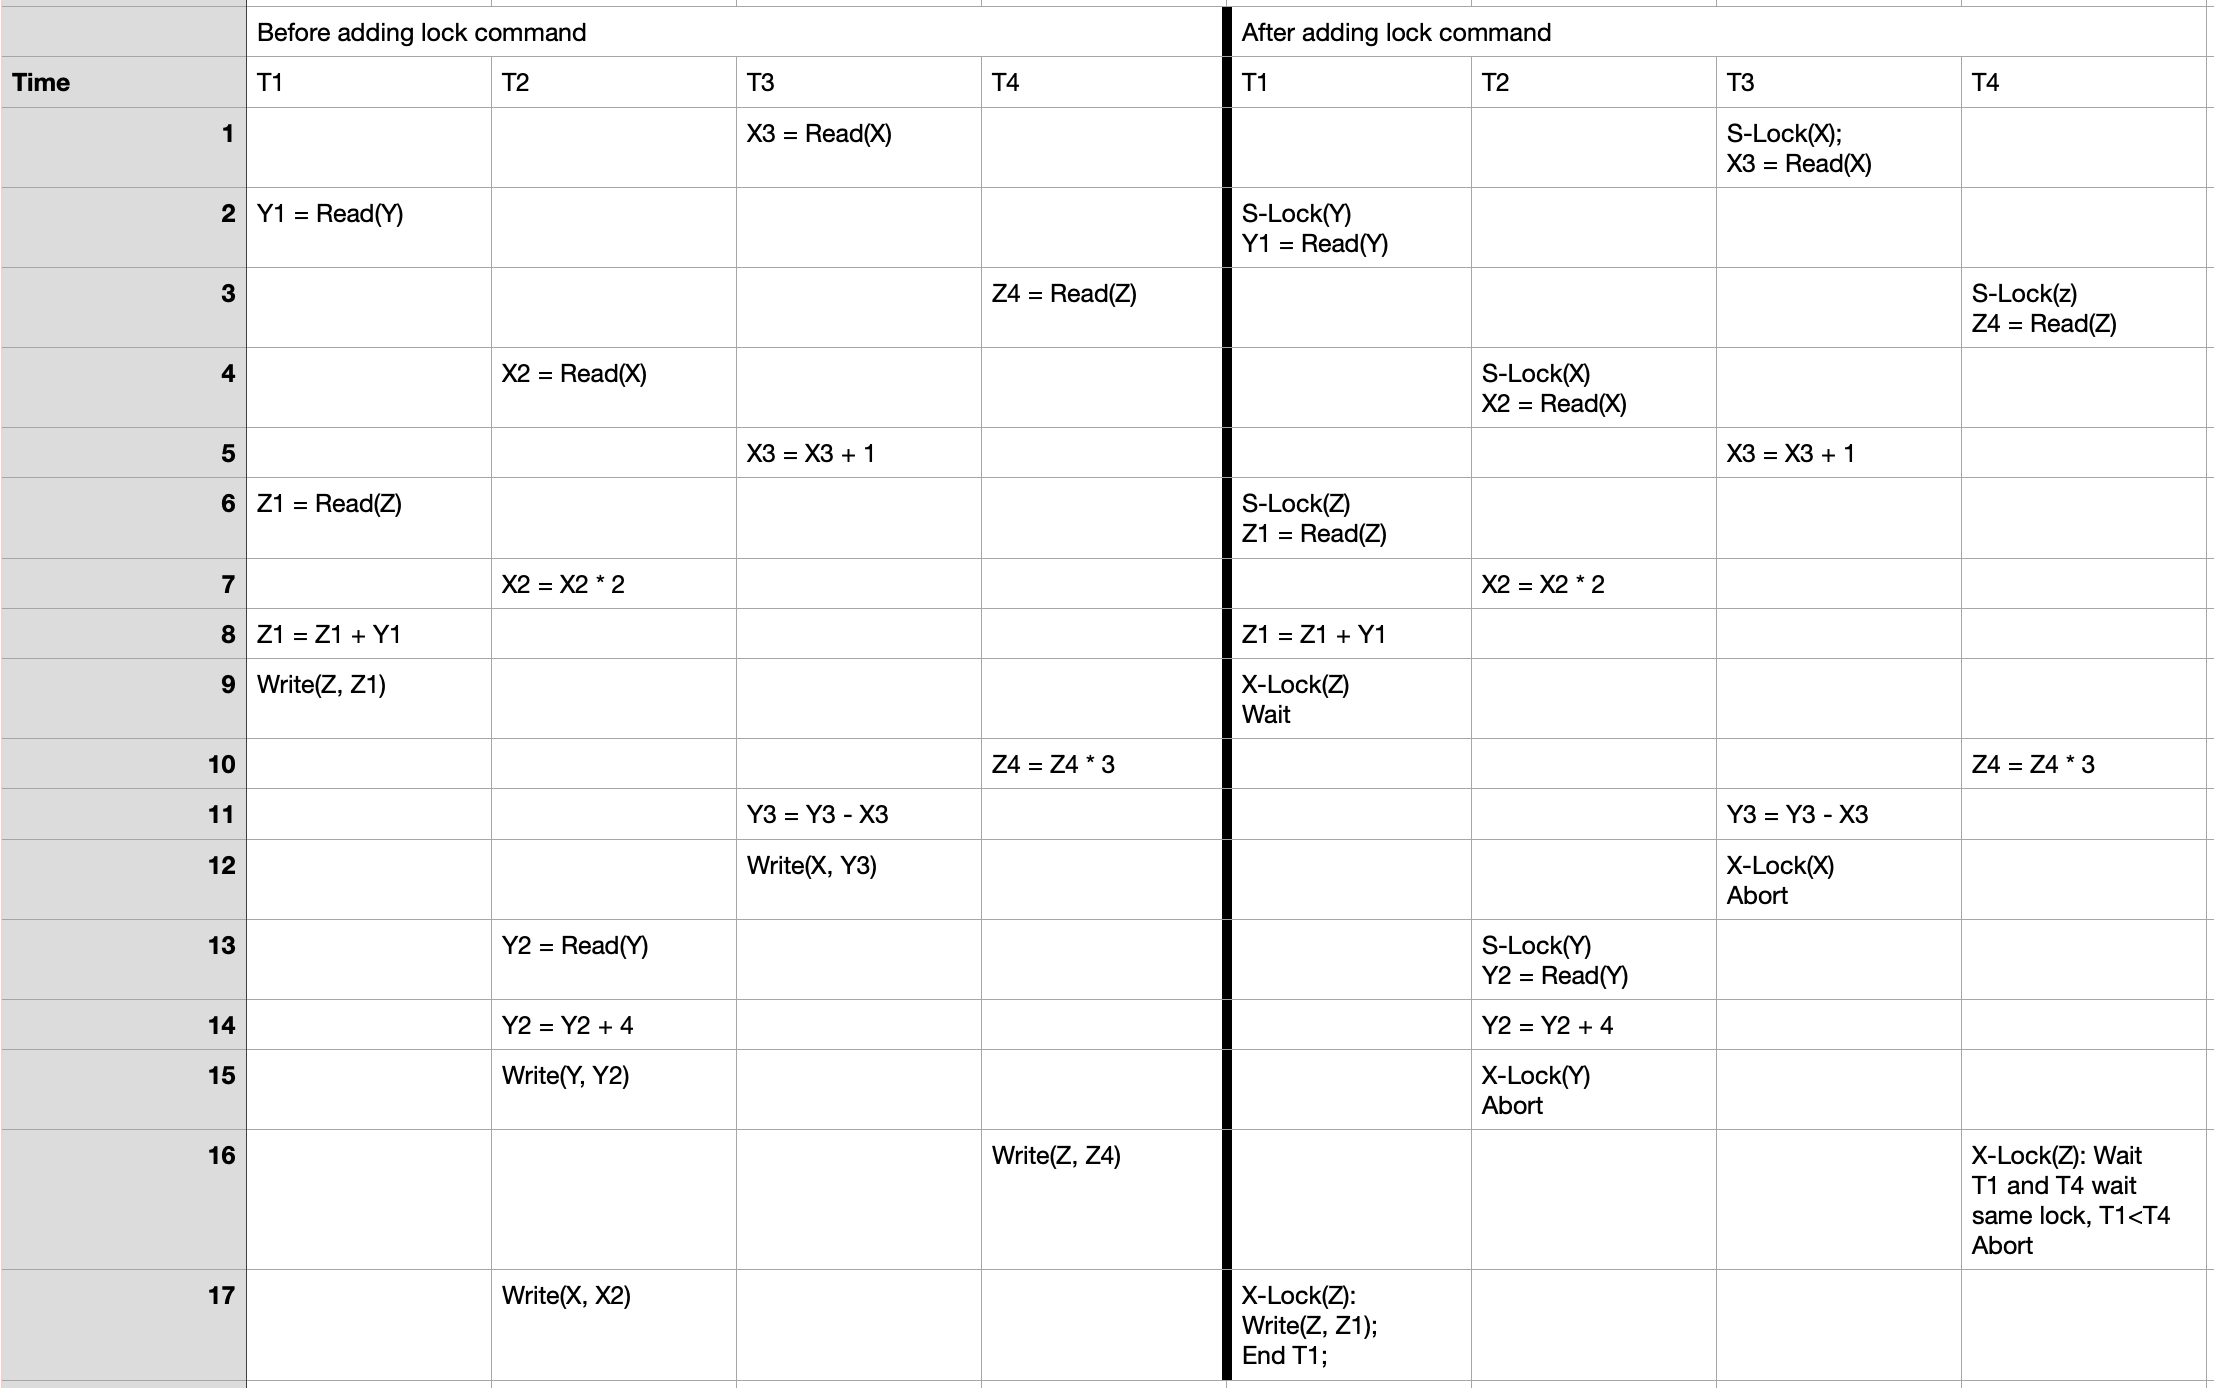 Before adding lock command
After adding lock command
Time
T1
T2
T3
T4
T1
T2
T3
T4
1
X3 = Read(X)
S-Lock(X);
X3 = Read(X)
2
Y1 = Read(Y)
S-Lock(Y)
Y1 = Read(Y)
3
Z4 = Read(Z)
S-Lock(z)
Z4 = Read(Z)
4
X2 = Read(X)
S-Lock(X)
X2 = Read(X)
5
X3 = X3 + 1
X3 = X3 + 1
6
Z1 = Read(Z)
S-Lock(Z)
Z1 = Read(Z)
7
X2 = X2 * 2
X2 = X2 * 2
8
Z1 = Z1 + Y1
Z1 = Z1 + Y1
9
Write(Z, Z1)
X-Lock(Z)
Wait
10
Z4 = Z4 * 3
Z4 = Z4 * 3
11
Y3 = Y3 - X3
Y3 = Y3 - X3
12
Write(X, Y3)
X-Lock(X)
Abort
13
Y2 = Read(Y)
S-Lock(Y)
Y2 = Read(Y)
14
Y2 = Y2 + 4
Y2 = Y2 + 4
15
Write(Y, Y2)
X-Lock(Y)
Abort
16
Write(Z, Z4)
X-Lock(Z): Wait
T1 and T4 wait
same lock, T1<T4
Abort
17
Write(X, X2)
X-Lock(Z):
Write(Z, Z1);
End T1;